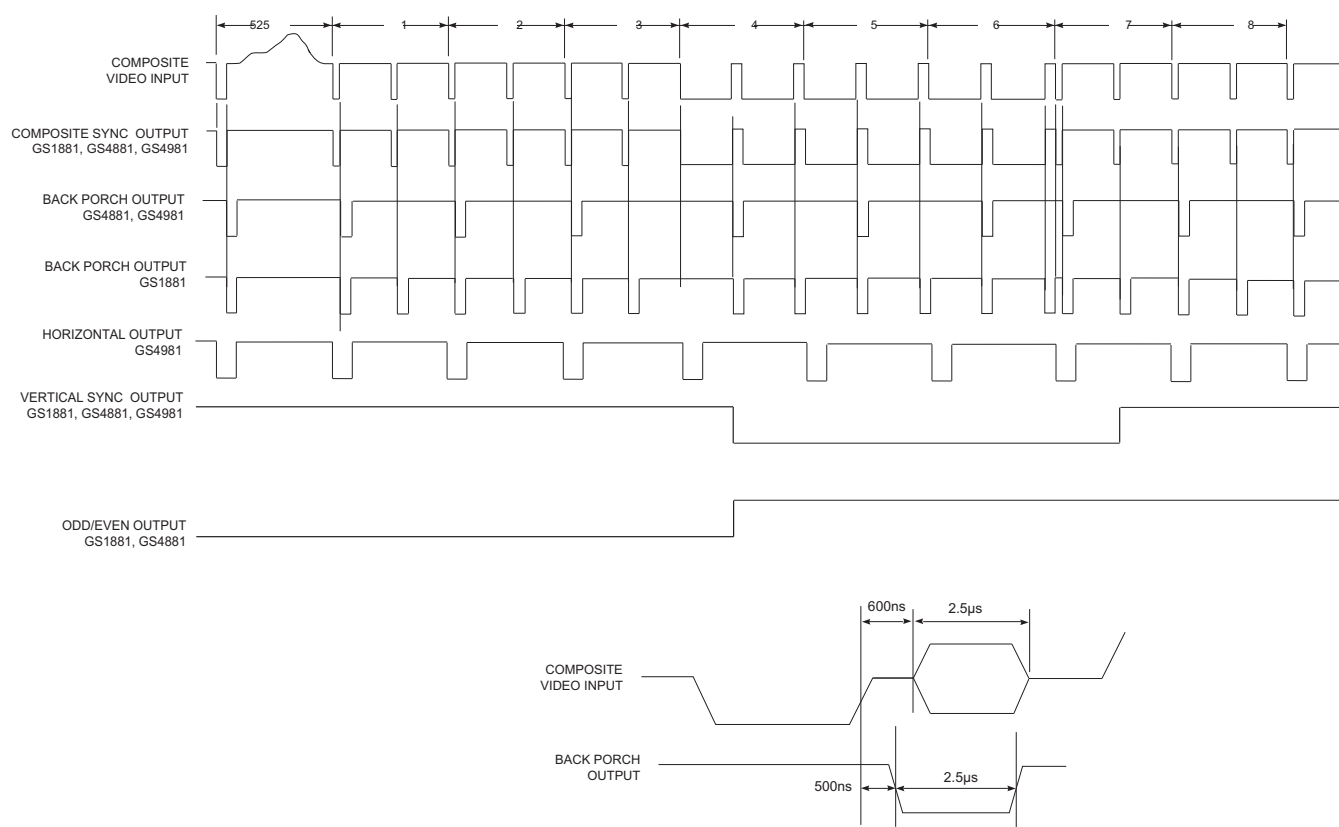 525 1 2 3 4 5 6 7 8
COMPOSITE
VIDEO INPUT
COMPOSITE SYNC OUTPUT
GS1881, GS4881, GS4981
BACK PORCH OUTPUT
GS4881, GS4981
BACK PORCH OUTPUT
GS1881
HORIZONTAL OUTPUT
GS4981
VERTICAL SYNC OUTPUT
GS1881, GS4881, GS4981
ODD/EVEN OUTPUT
GS1881, GS4881
600ns 2.5µs
COMPOSITE
VIDEO INPUT
BACK PORCH
OUTPUT
500ns 2.5µs